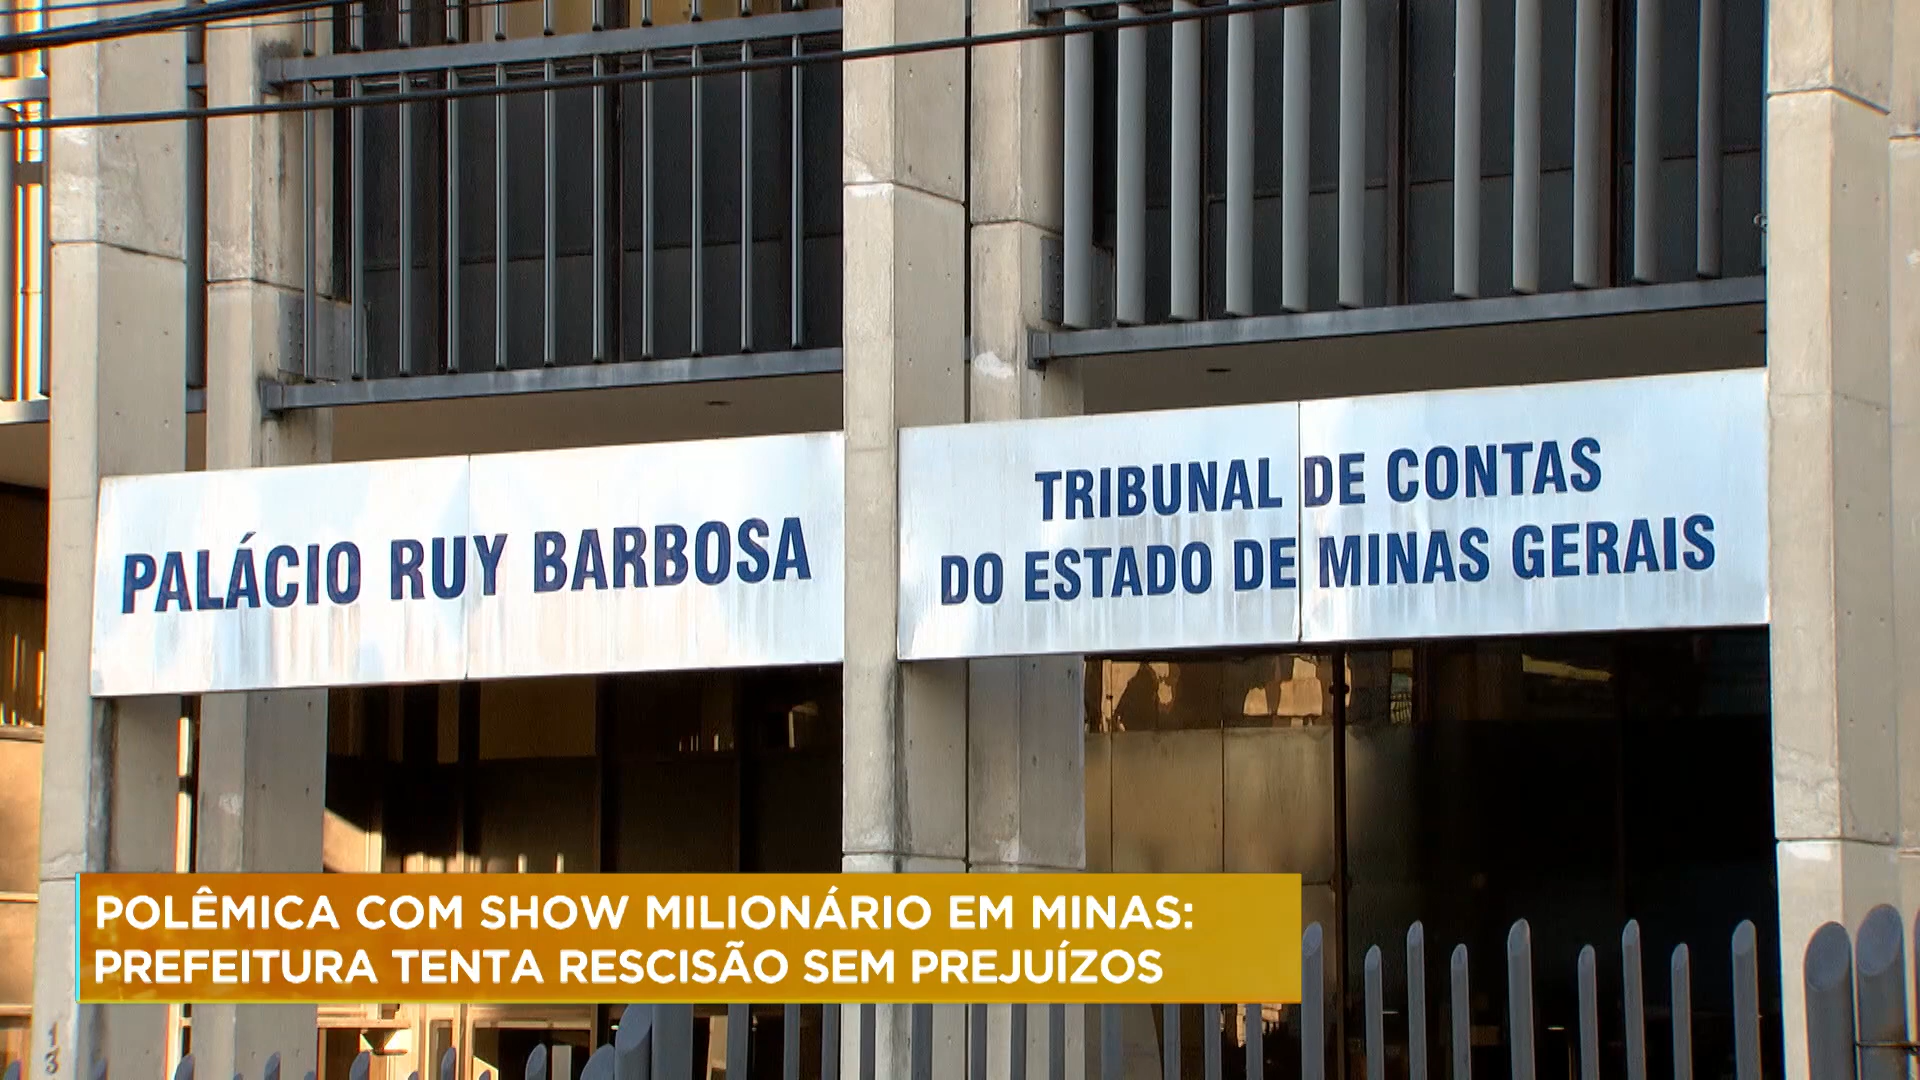 PALÁCIO RUY BARBOSA
TRIBUNAL DE CONTAS
DO ESTADO DE MINAS GERAIS
POLÊMICA COM SHOW MILIONÁRIO EM MINAS:
PREFEITURA TENTA RESCISÃO SEM PREJUÍZOS
13